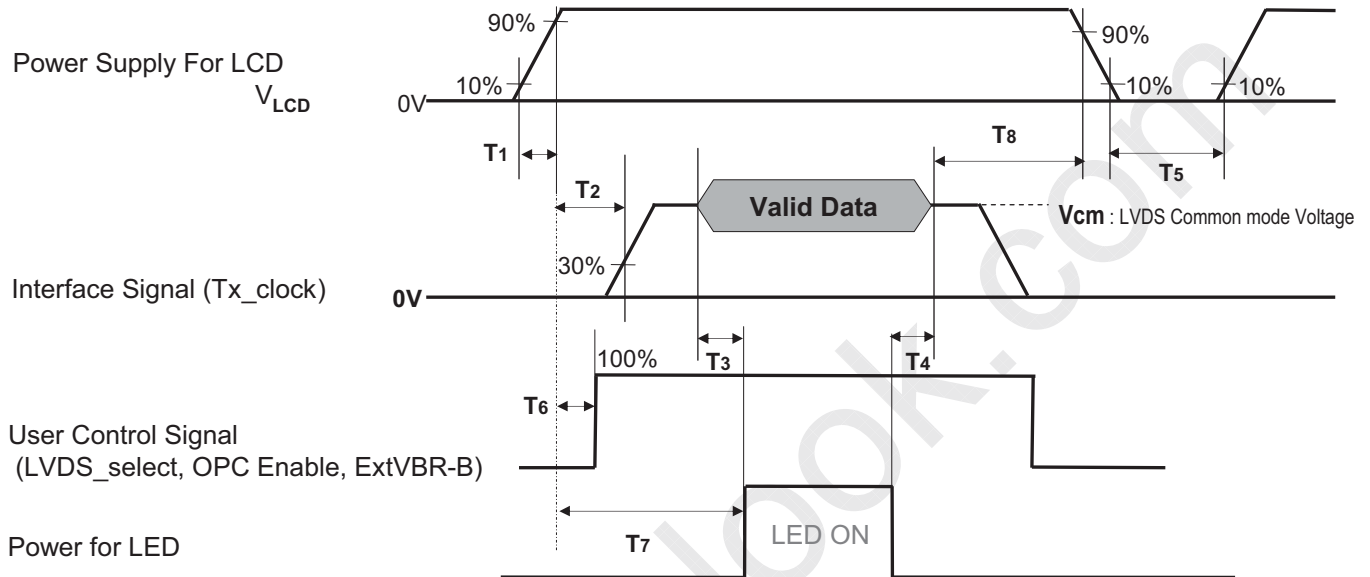 90%
90%
Power Supply For LCD
VLCD
10%
10%
10%
0V
T1
T8
T5
T2
Valid Data
Vcm : LVDS Common mode Voltage
30%
Interface Signal (Tx_clock)
0V
100%
T3
T4
T6
User Control Signal
(LVDS_select, OPC Enable, ExtVBR-B)
T7
LED ON
Power for LED
look.com